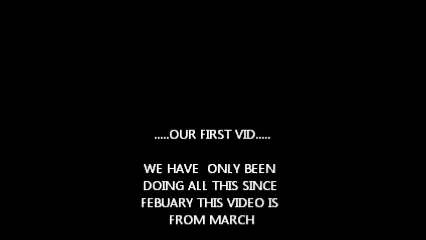 .....OUR FIRST VID.....
WE HAVE  ONLY BEEN
DOING ALL THIS SINCE
FEBUARY THIS VIDEO IS
FROM MARCH